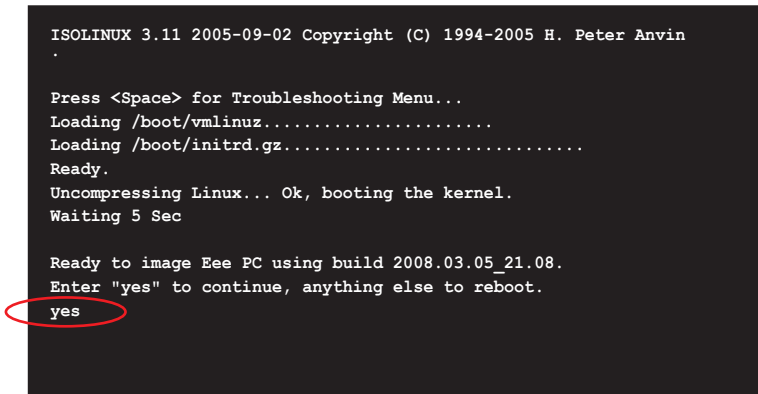 ISOLINUX 3.11 2005-09-02 Copyright (C) 1994-2005 H. Peter Anvin
.
Press <Space> for Troubleshooting Menu...
Loading /boot/vmlinuz.......................
Loading /boot/initrd.gz..............................
Ready.
Uncompressing Linux... Ok, booting the kernel.
Waiting 5 Sec
Ready to image Eee PC using build 2008.03.05_21.08.
Enter "yes" to continue, anything else to reboot.
yes